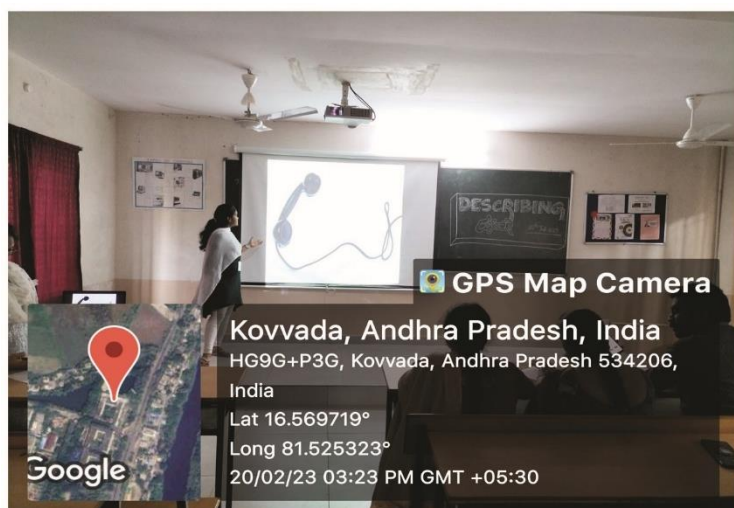 DESCRIBING
GPS Map Camera
Kovvada, Andhra Pradesh, India
HG9G+P3G, Kovvada, Andhra Pradesh 534206,
India
Lat 16.569719°
Long 81.525323°
20/02/23 03:23 PM GMT +05:30
Google